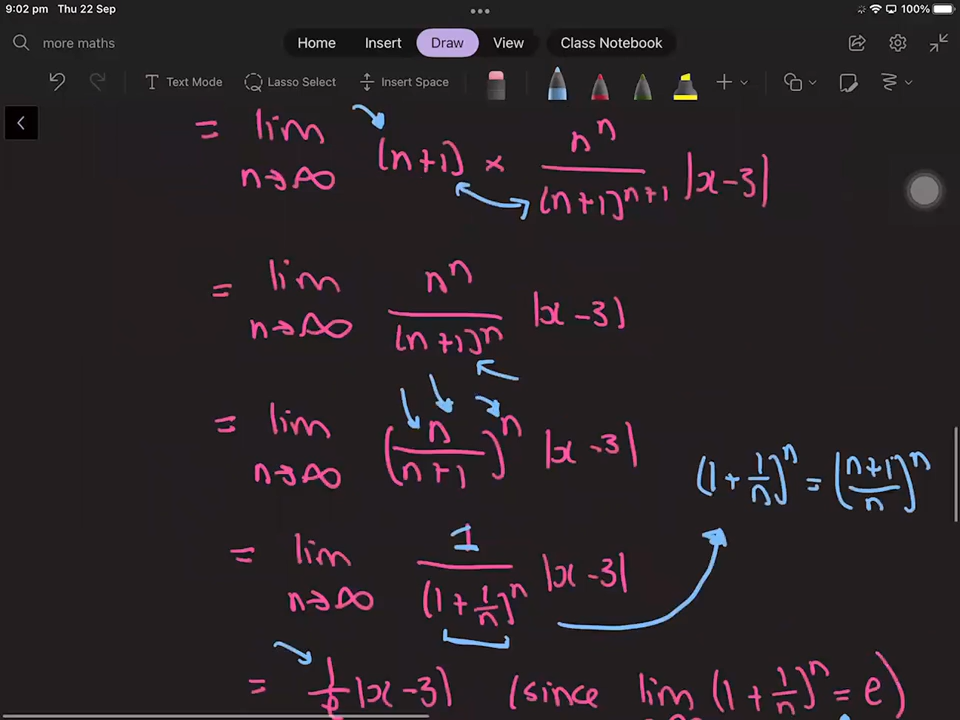 9:02 pm Thu 22 Sep 100%
more maths Home Insert Draw View Class Notebook
Text Mode Lasso Select Insert Space
= lim n→∞ (n+1) × n^n / (n+1)^(n+1) |x-3|
= lim n→∞ n^n / (n+1)^n |x-3|
= lim n→∞ (n / (n+1))^n |x-3|
(1 + 1/n)^n = ((n+1)/n)^n
= lim n→∞ 1 / (1 + 1/n)^n |x-3|
= 1/e |x-3| (since lim n→∞ (1 + 1/n)^n = e)